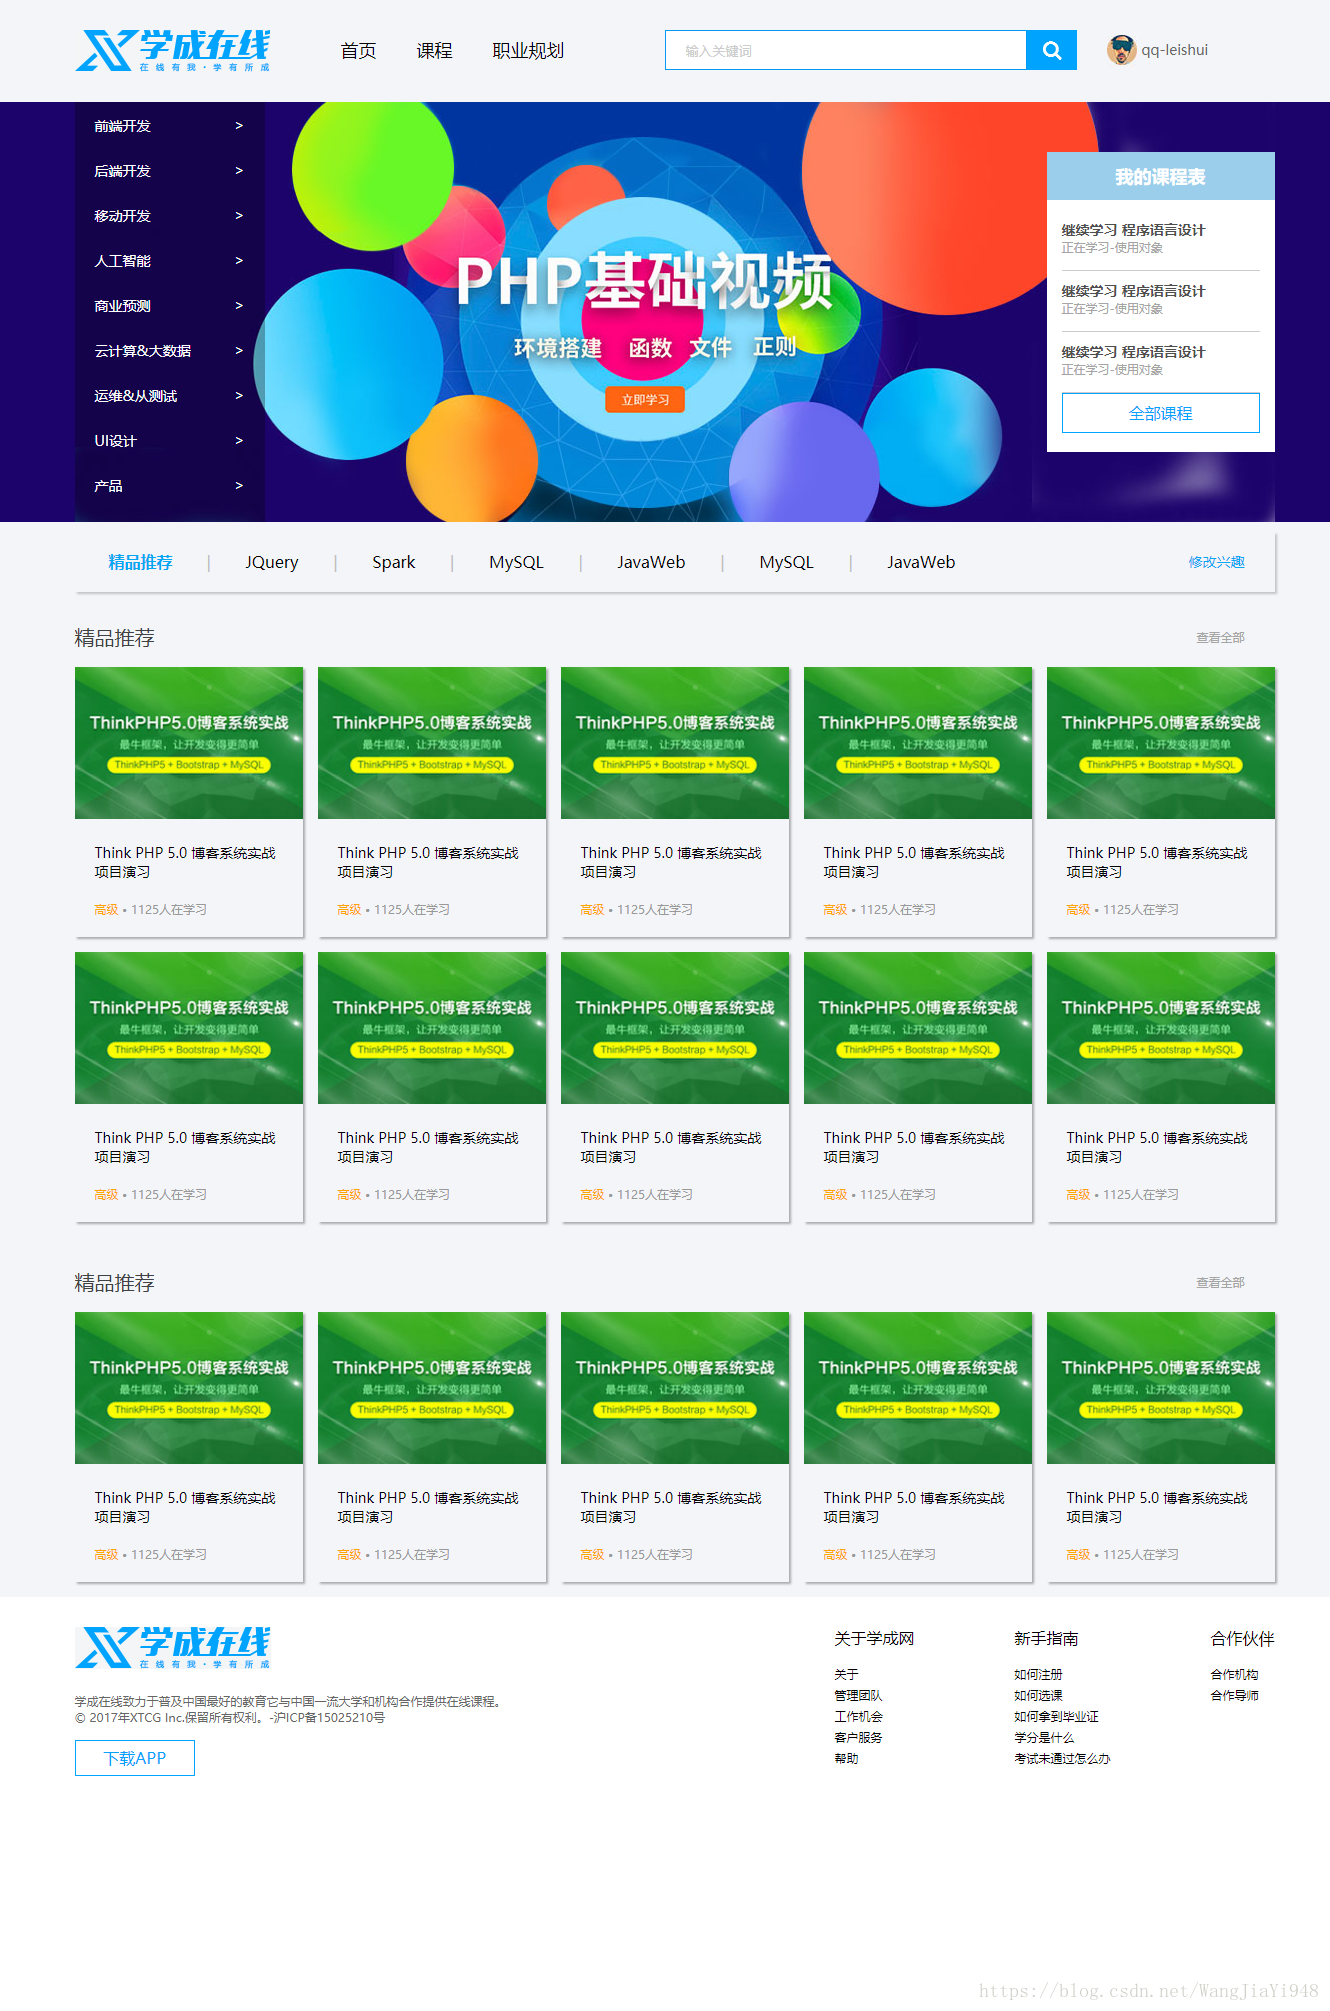 学成在线
在线有我·学有所成
首页 课程 职业规划
输入关键词
qq-leishui
前端开发 >
后端开发 >
移动开发 >
人工智能 >
商业预测 >
云计算&大数据 >
运维&从测试 >
UI设计 >
产品 >
PHP基础视频
环境搭建 函数 文件 正则
立即学习
我的课程表
继续学习 程序语言设计
正在学习-使用对象
继续学习 程序语言设计
正在学习-使用对象
继续学习 程序语言设计
正在学习-使用对象
全部课程
精品推荐 | JQuery | Spark | MySQL | JavaWeb | MySQL | JavaWeb 修改兴趣
精品推荐 查看全部
ThinkPHP5.0博客系统实战 ThinkPHP5.0博客系统实战 ThinkPHP5.0博客系统实战 ThinkPHP5.0博客系统实战 ThinkPHP5.0博客系统实战
最牛框架，让开发变得更简单 最牛框架，让开发变得更简单 最牛框架，让开发变得更简单 最牛框架，让开发变得更简单 最牛框架，让开发变得更简单
ThinkPHP5 + Bootstrap + MySQL ThinkPHP5 + Bootstrap + MySQL ThinkPHP5 + Bootstrap + MySQL ThinkPHP5 + Bootstrap + MySQL ThinkPHP5 + Bootstrap + MySQL
Think PHP 5.0 博客系统实战 Think PHP 5.0 博客系统实战 Think PHP 5.0 博客系统实战 Think PHP 5.0 博客系统实战 Think PHP 5.0 博客系统实战
项目演习 项目演习 项目演习 项目演习 项目演习
高级 • 1125人在学习 高级 • 1125人在学习 高级 • 1125人在学习 高级 • 1125人在学习 高级 • 1125人在学习
ThinkPHP5.0博客系统实战 ThinkPHP5.0博客系统实战 ThinkPHP5.0博客系统实战 ThinkPHP5.0博客系统实战 ThinkPHP5.0博客系统实战
最牛框架，让开发变得更简单 最牛框架，让开发变得更简单 最牛框架，让开发变得更简单 最牛框架，让开发变得更简单 最牛框架，让开发变得更简单
ThinkPHP5 + Bootstrap + MySQL ThinkPHP5 + Bootstrap + MySQL ThinkPHP5 + Bootstrap + MySQL ThinkPHP5 + Bootstrap + MySQL ThinkPHP5 + Bootstrap + MySQL
Think PHP 5.0 博客系统实战 Think PHP 5.0 博客系统实战 Think PHP 5.0 博客系统实战 Think PHP 5.0 博客系统实战 Think PHP 5.0 博客系统实战
项目演习 项目演习 项目演习 项目演习 项目演习
高级 • 1125人在学习 高级 • 1125人在学习 高级 • 1125人在学习 高级 • 1125人在学习 高级 • 1125人在学习
精品推荐 查看全部
ThinkPHP5.0博客系统实战 ThinkPHP5.0博客系统实战 ThinkPHP5.0博客系统实战 ThinkPHP5.0博客系统实战 ThinkPHP5.0博客系统实战
最牛框架，让开发变得更简单 最牛框架，让开发变得更简单 最牛框架，让开发变得更简单 最牛框架，让开发变得更简单 最牛框架，让开发变得更简单
ThinkPHP5 + Bootstrap + MySQL ThinkPHP5 + Bootstrap + MySQL ThinkPHP5 + Bootstrap + MySQL ThinkPHP5 + Bootstrap + MySQL ThinkPHP5 + Bootstrap + MySQL
Think PHP 5.0 博客系统实战 Think PHP 5.0 博客系统实战 Think PHP 5.0 博客系统实战 Think PHP 5.0 博客系统实战 Think PHP 5.0 博客系统实战
项目演习 项目演习 项目演习 项目演习 项目演习
高级 • 1125人在学习 高级 • 1125人在学习 高级 • 1125人在学习 高级 • 1125人在学习 高级 • 1125人在学习
学成在线
在线有我·学有所成
学成在线致力于普及中国最好的教育它与中国一流大学和机构合作提供在线课程。
© 2017年XTCG Inc.保留所有权利。-沪ICP备15025210号
下载APP
关于学成网
关于
管理团队
工作机会
客户服务
帮助
新手指南
如何注册
如何选课
如何拿到毕业证
学分是什么
考试未通过怎么办
合作伙伴
合作机构
合作导师
https://blog.csdn.net/WangJiaYi948